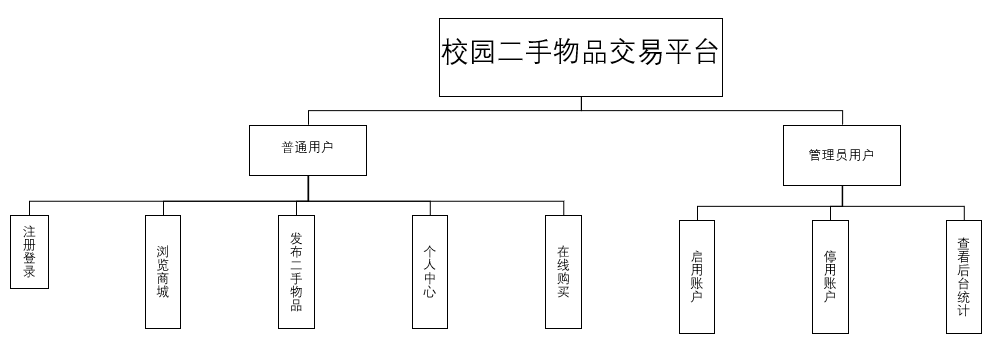 校园二手物品交易平台
普通用户
管理员用户
注册登录
浏览商城
发布二手物品
个人中心
在线购买
启用账户
停用账户
查看后台统计